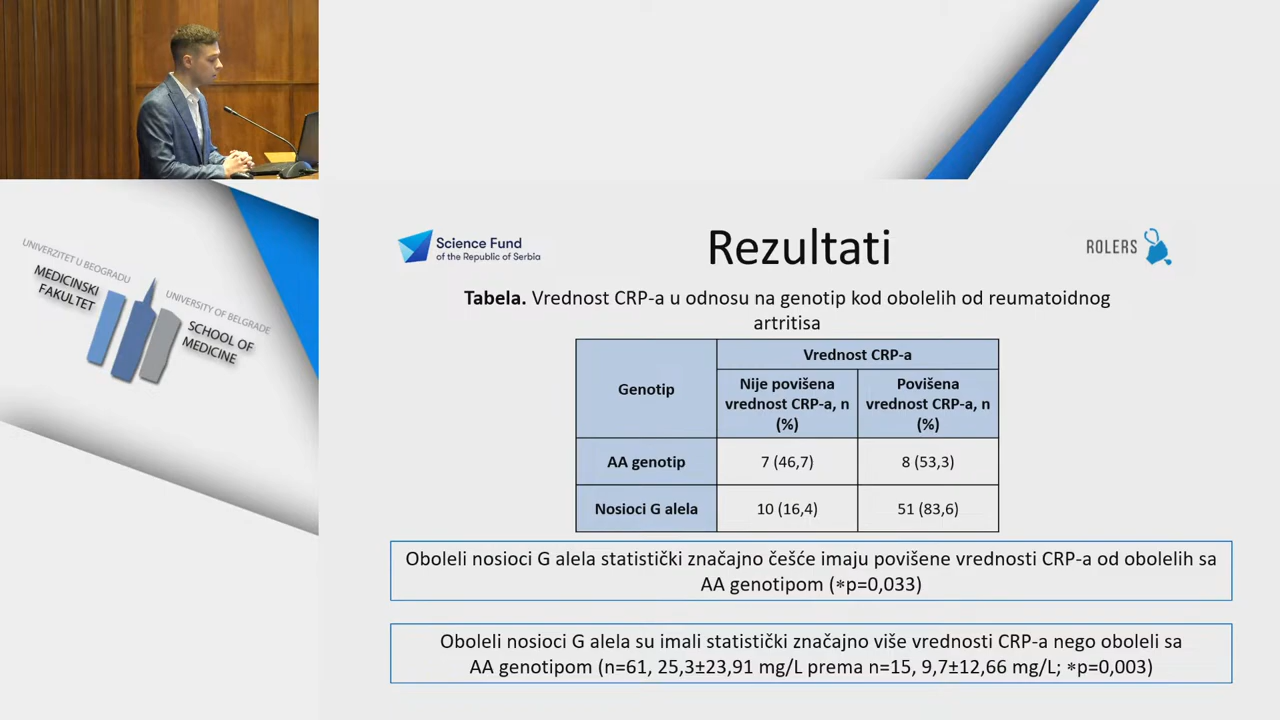 UNIVERZITET U BEOGRADU
MEDICINSKI
FAKULTET
UNIVERSITY OF BELGRADE
SCHOOL OF
MEDICINE
Science Fund
of the Republic of Serbia
Rezultati
ROLERS
Tabela. Vrednost CRP-a u odnosu na genotip kod obolelih od reumatoidnog
artritisa
Genotip
Vrednost CRP-a
Nije povišena
vrednost CRP-a, n
(%)
Povišena
vrednost CRP-a, n
(%)
AA genotip
7 (46,7)
8 (53,3)
Nosioci G alela
10 (16,4)
51 (83,6)
Oboleli nosioci G alela statistički značajno češće imaju povišene vrednosti CRP-a od obolelih sa
AA genotipom (*p=0,033)
Oboleli nosioci G alela su imali statistički značajno više vrednosti CRP-a nego oboleli sa
AA genotipom (n=61, 25,3±23,91 mg/L prema n=15, 9,7±12,66 mg/L; *p=0,003)